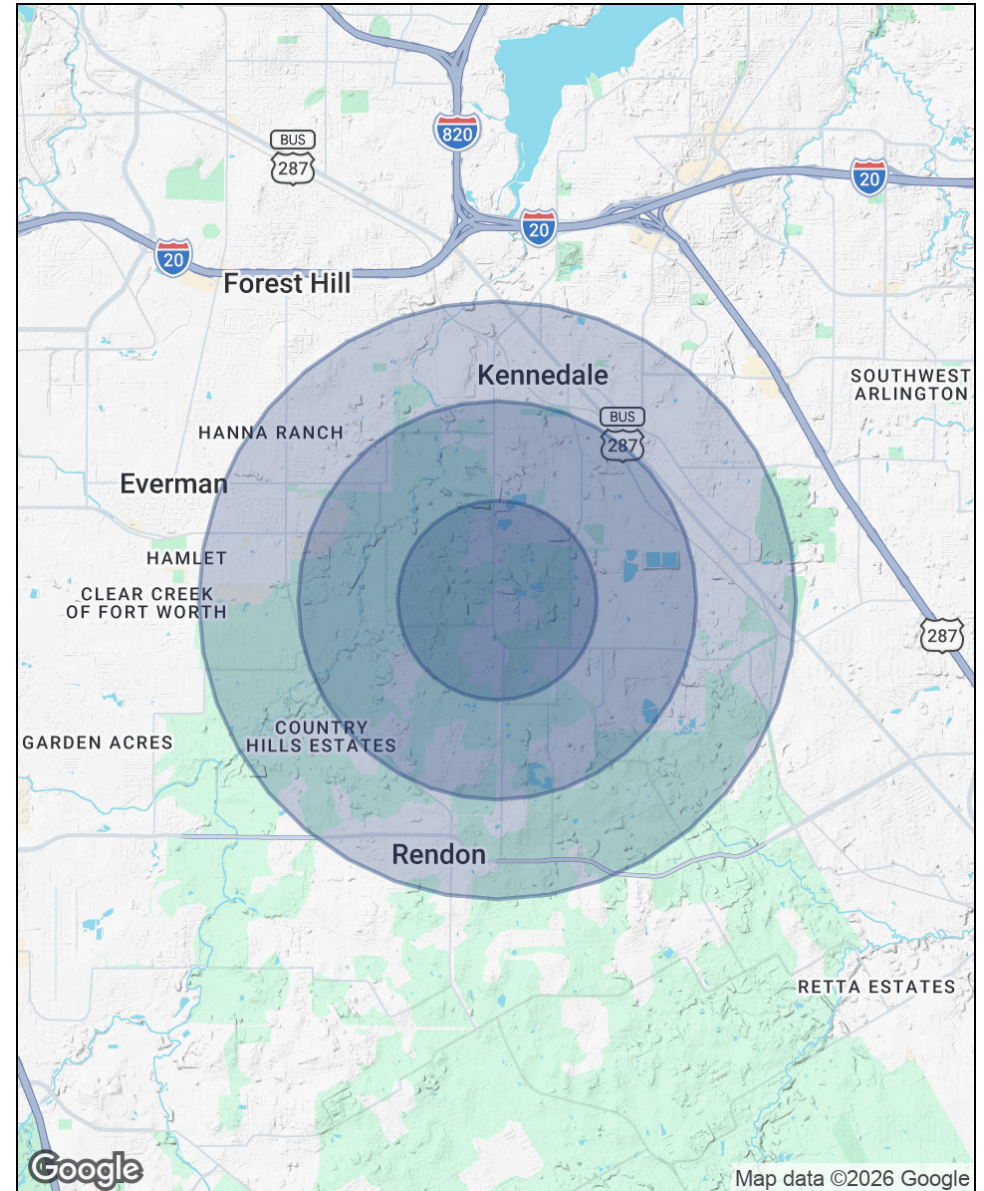 BUS
287
820
20
20
20
Forest Hill
Kennedale
SOUTHWEST
ARLINGTON
BUS
287
HANNA RANCH
Everman
HAMLET
CLEAR CREEK
OF FORT WORTH
287
COUNTRY
HILLS ESTATES
GARDEN ACRES
Rendon
RETTA ESTATES
Google
Map data ©2026 Google